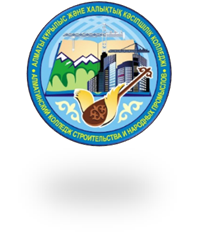 АЛМАТЫ ҚҰРЫЛЫС ЖӘНЕ ХАЛЫҚТЫҚ КӘСІПШІЛІК КОЛЛЕДЖІ
АЛМАТИНСКИЙ КОЛЛЕДЖ СТРОИТЕЛЬСТВА И НАРОДНЫХ ПРОМЫСЛОВ